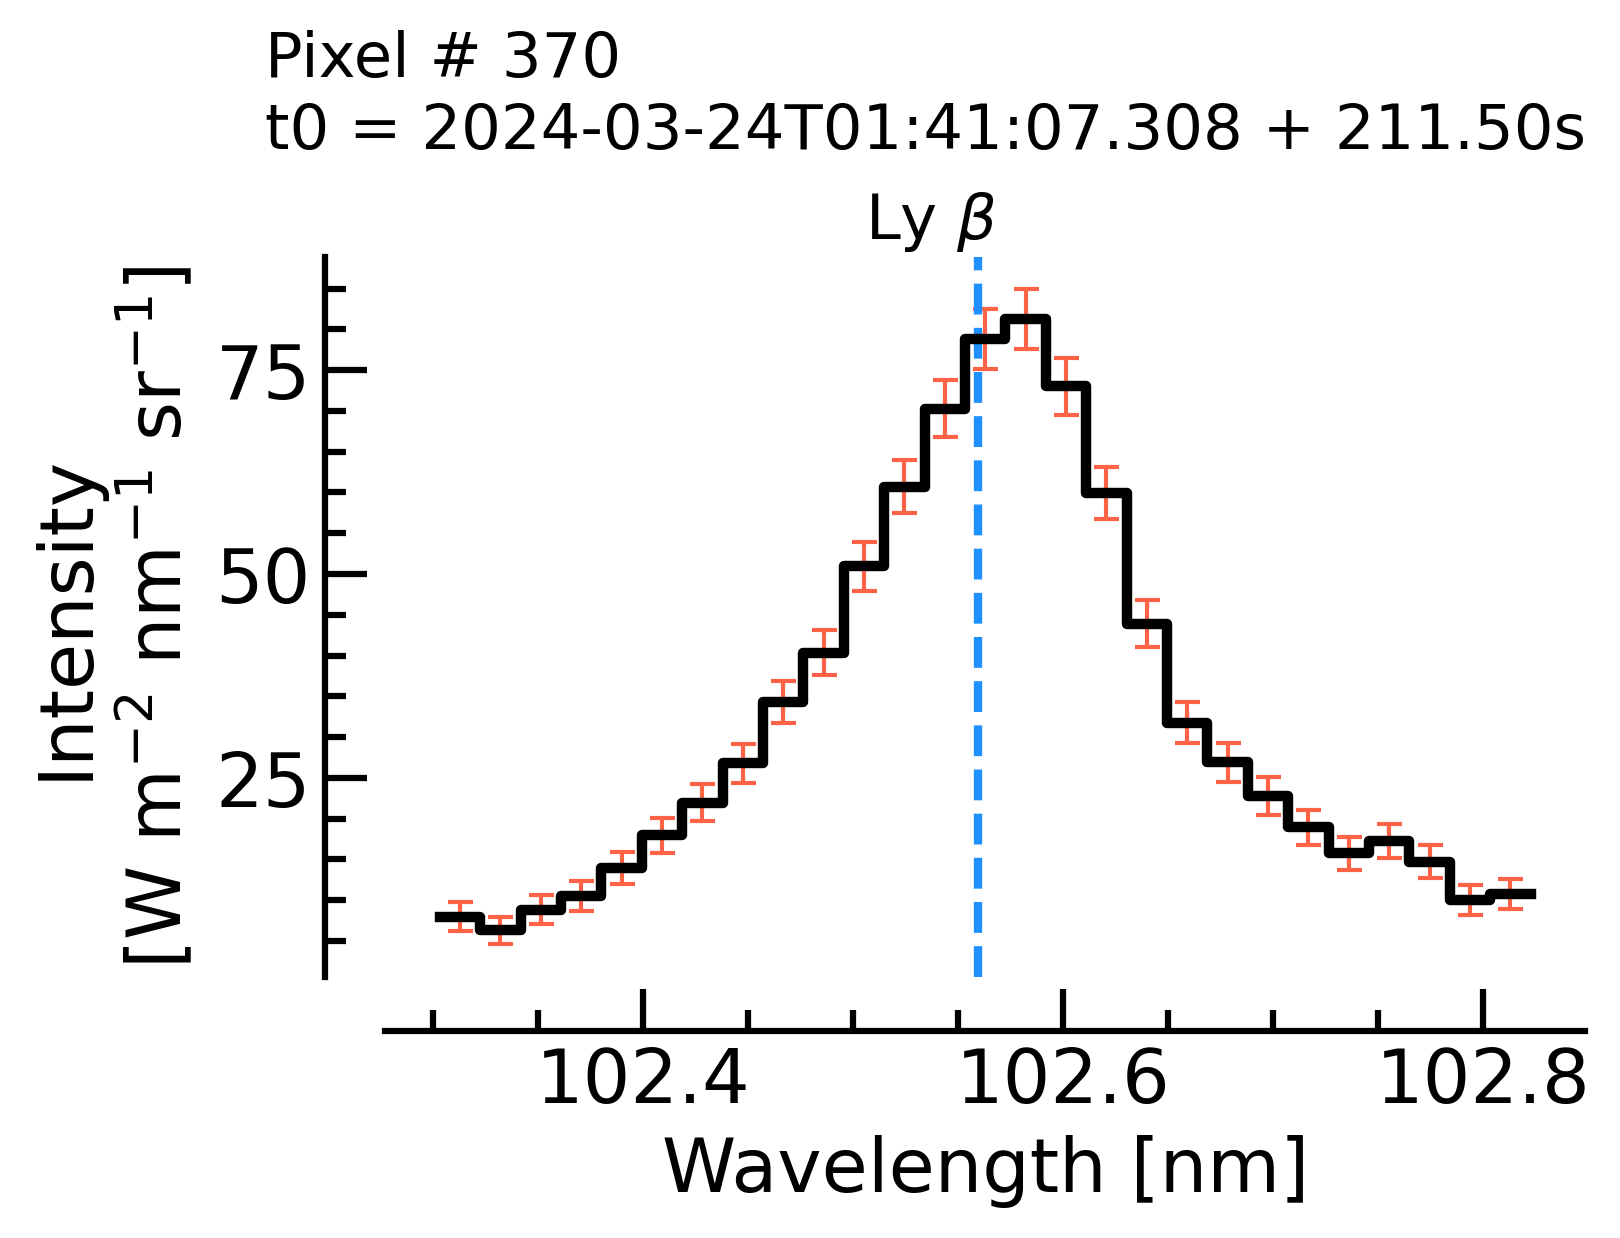 Pixel # 370
t0 = 2024-03-24T01:41:07.308 + 211.50s
Ly β
Intensity
[W m⁻² nm⁻¹ sr⁻¹]
75
50
25
102.4 102.6 102.8
Wavelength [nm]